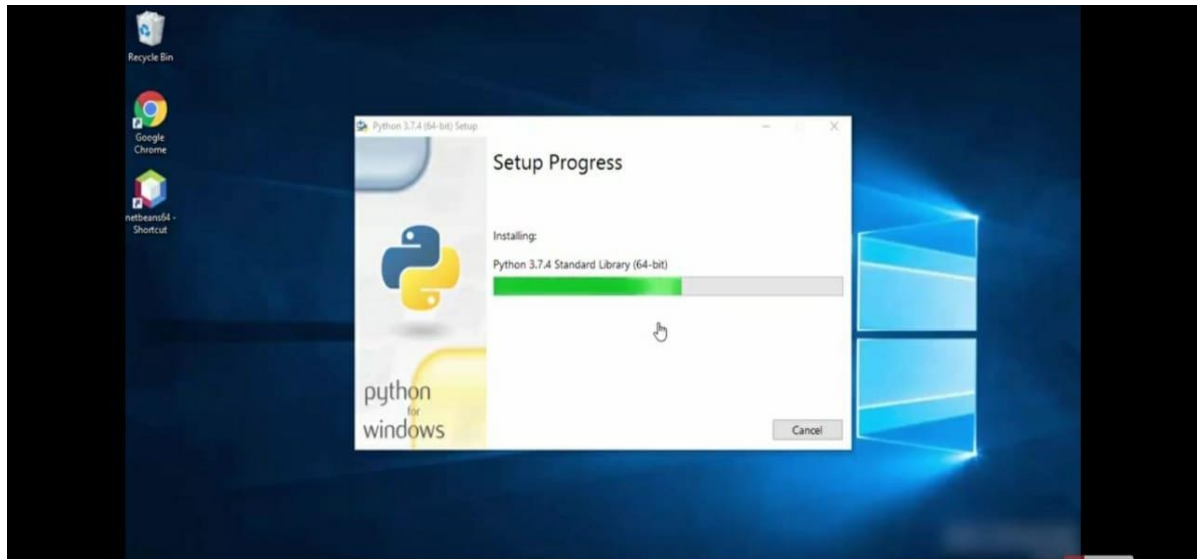 Recycle Bin
Google
Chrome
netbeans64 -
Shortcut
Python 3.7.4 (64-bit) Setup
Setup Progress
Installing:
Python 3.7.4 Standard Library (64-bit)
python
for
windows
Cancel